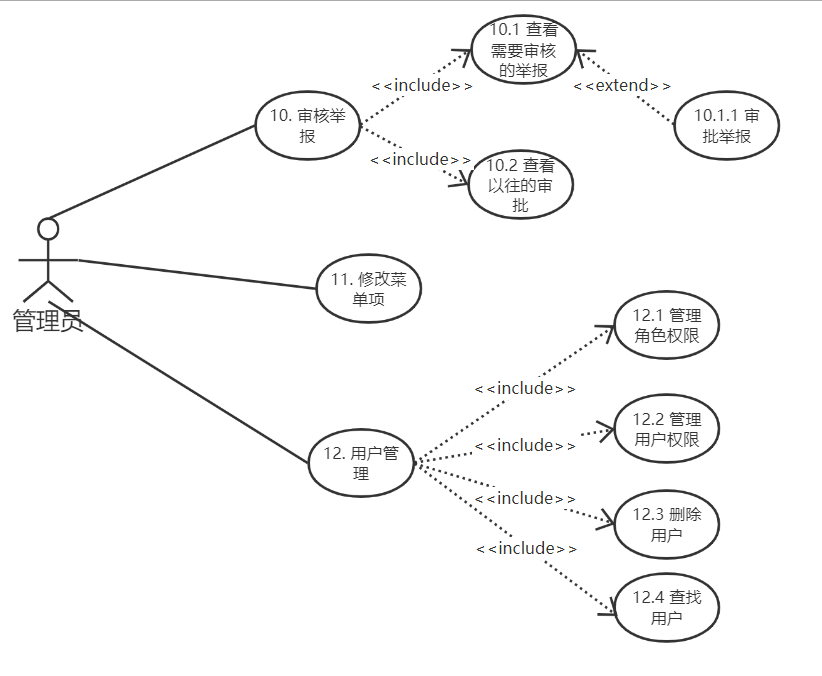 10.1 查看
需要审核
的举报
<<include>>
<<extend>>
10. 审核举
报
10.1.1 审
批举报
<<include>>
10.2 查看
以往的审
批
11. 修改菜
单项
管理员
12.1 管理
角色权限
<<include>>
12.2 管理
用户权限
<<include>>
12. 用户管
理
<<include>>
12.3 删除
用户
<<include>>
12.4 查找
用户